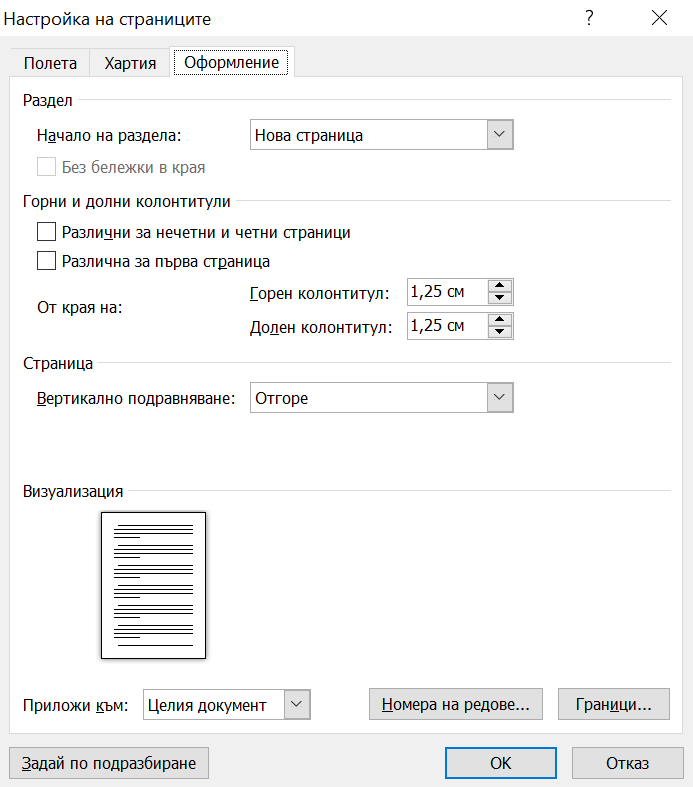 Настройка на страниците
Полета Хартия Оформление
Раздел
Начало на раздела: Нова страница
Без бележки в края
Горни и долни колонтитули
Различни за нечетни и четни страници
Различна за първа страница
От края на:
Горен колонтитул: 1,25 см
Долен колонтитул: 1,25 см
Страница
Вертикално подравняване: Отгоре
Визуализация
Приложи към: Целия документ Номера на редове... Граници...
Задай по подразбиране OK Отказ